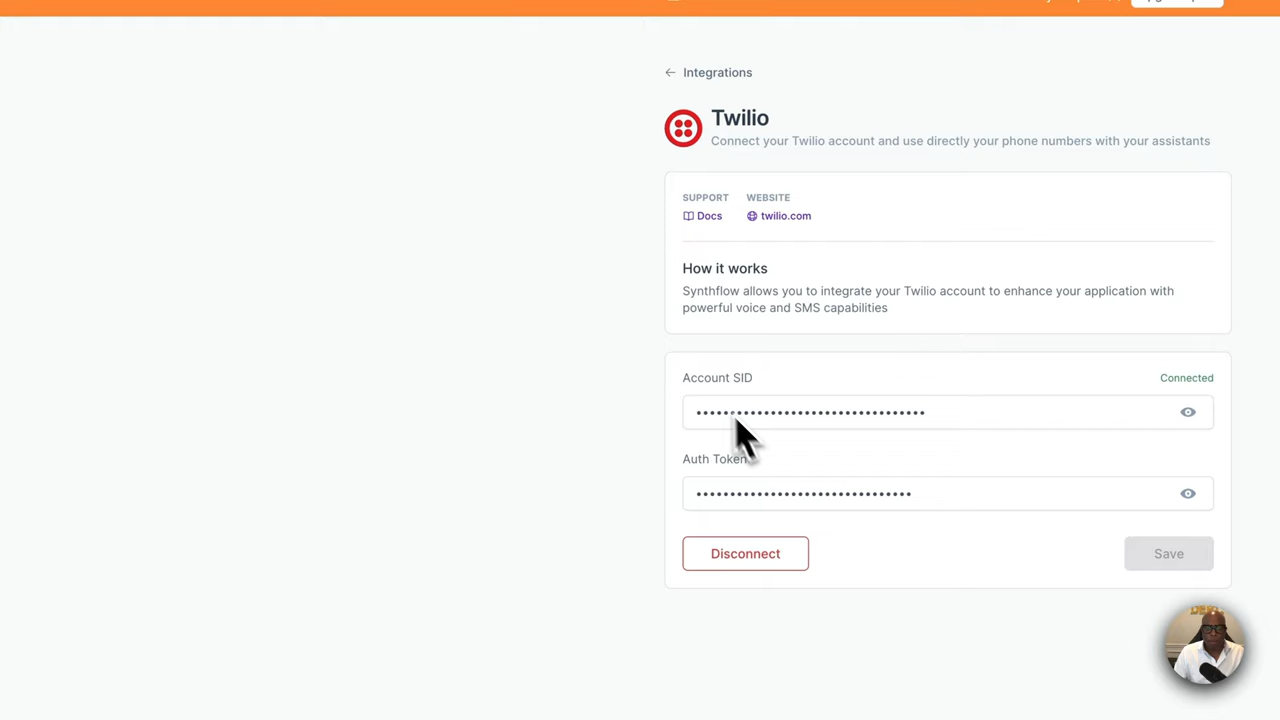 ← Integrations
Twilio
Connect your Twilio account and use directly your phone numbers with your assistants
SUPPORT WEBSITE
Docs twilio.com
How it works
Synthflow allows you to integrate your Twilio account to enhance your application with
powerful voice and SMS capabilities
Account SID Connected
••••••••••••••••••••••••••••••••••
Auth Token
••••••••••••••••••••••••••••••••
Disconnect Save